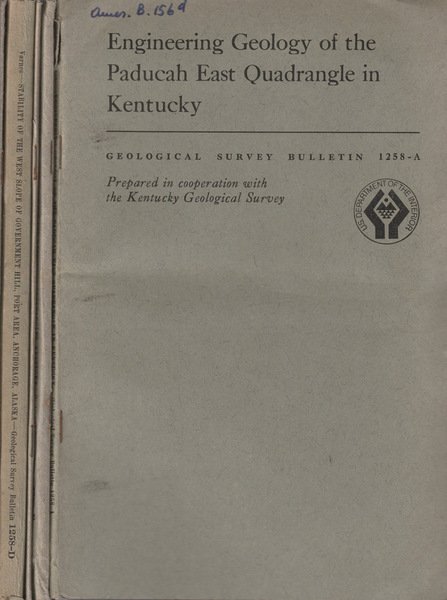 Amer. B. 156d
Engineering Geology of the
Paducah East Quadrangle in
Kentucky
GEOLOGICAL SURVEY BULLETIN 1258-A
Prepared in cooperation with
the Kentucky Geological Survey
U.S. DEPARTMENT OF THE INTERIOR
Varnes—STABILITY OF THE WEST SLOPE OF GOVERNMENT HILL, PORT AREA, ANCHORAGE, ALASKA—Geological Survey Bulletin 1258-D